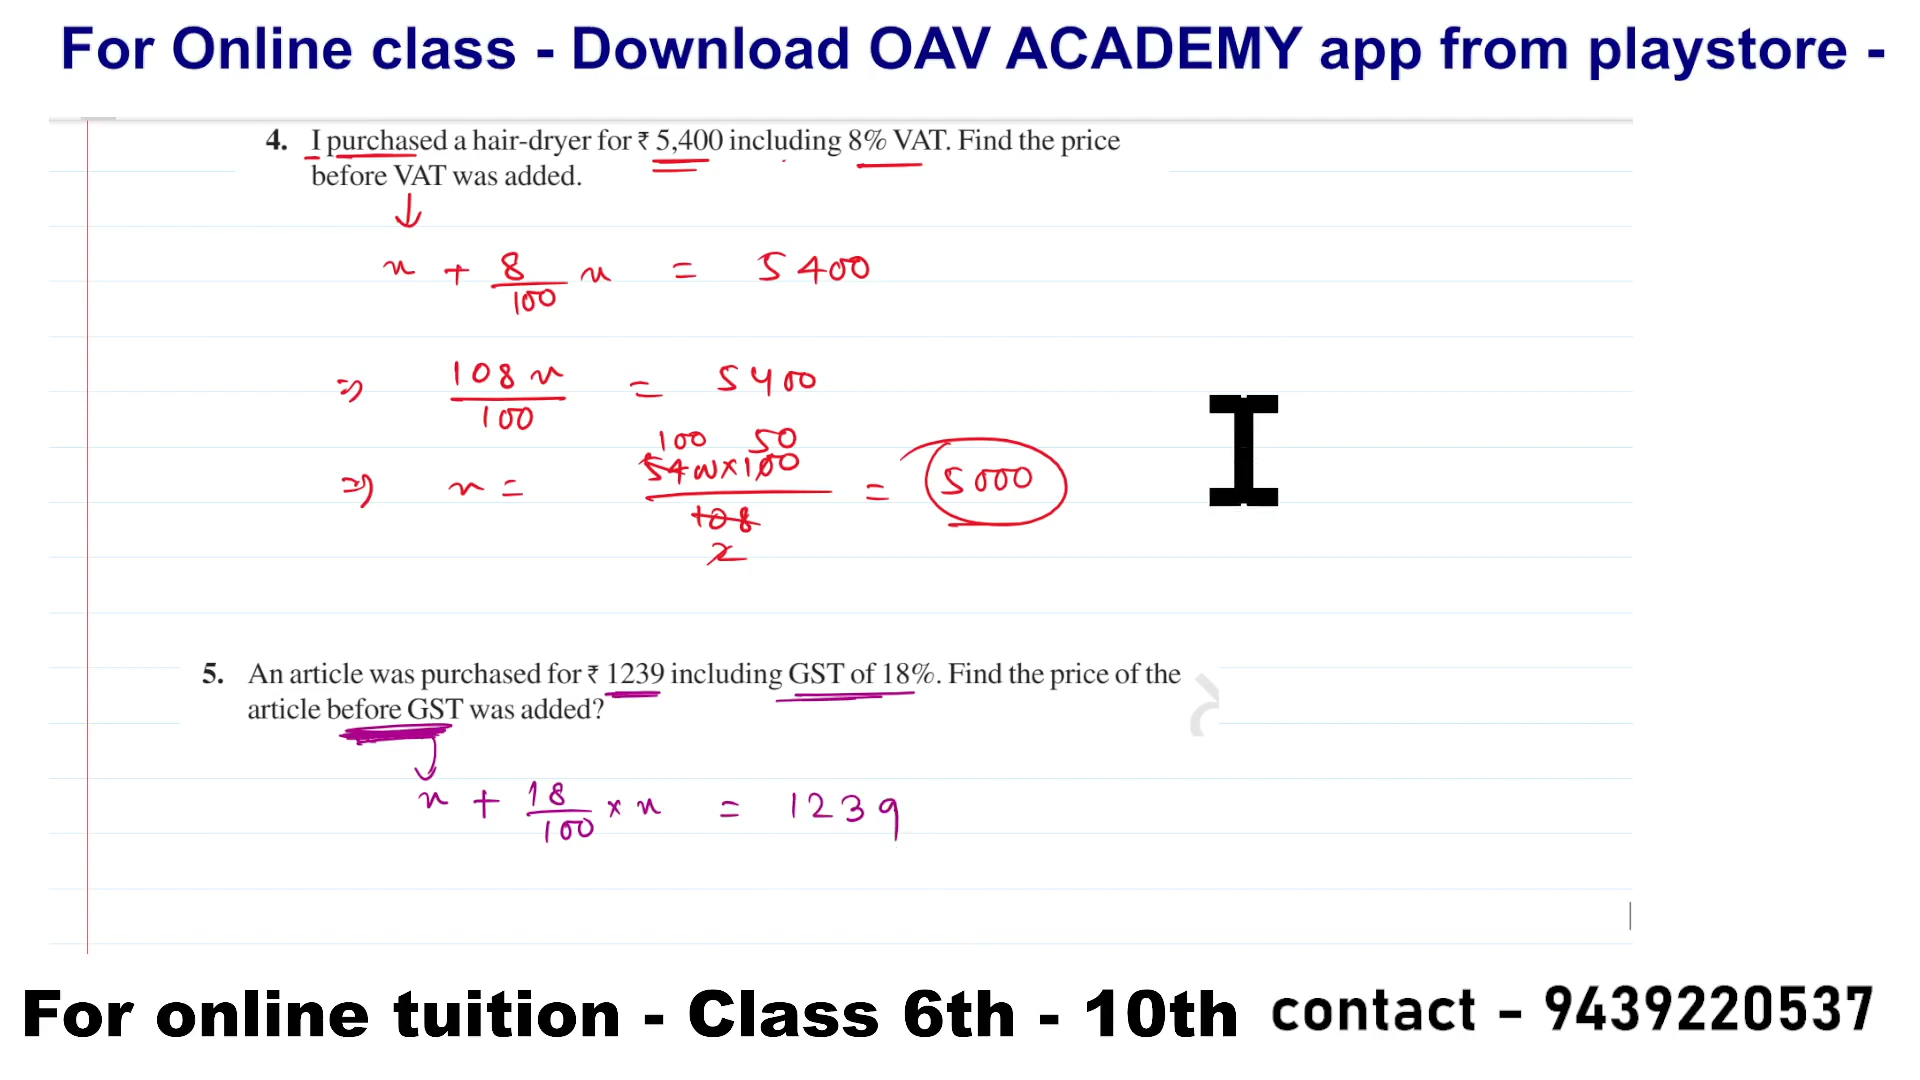 For Online class - Download OAV ACADEMY app from playstore -
4. I purchased a hair-dryer for ₹ 5,400 including 8% VAT. Find the price
before VAT was added.
x + 8/100 x = 5400
⇒ 108x/100 = 5400
100 50
⇒ x = 5400×100/108 = 5000
2
5. An article was purchased for ₹ 1239 including GST of 18%. Find the price of the
article before GST was added?
x + 18/100 × x = 1239
For online tuition - Class 6th - 10th contact - 9439220537